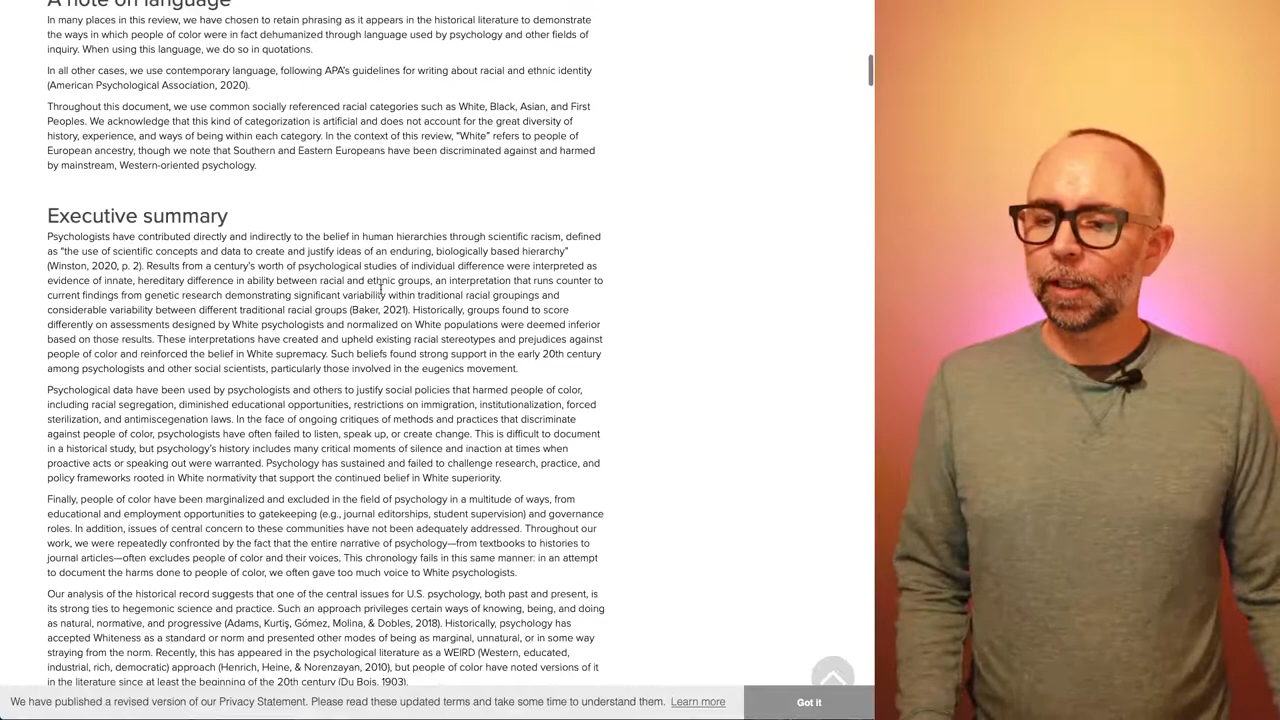 A note on language
In many places in this review, we have chosen to retain phrasing as it appears in the historical literature to demonstrate
the ways in which people of color were in fact dehumanized through language used by psychology and other fields of
inquiry. When using this language, we do so in quotations.
In all other cases, we use contemporary language, following APA's guidelines for writing about racial and ethnic identity
(American Psychological Association, 2020).
Throughout this document, we use common socially referenced racial categories such as White, Black, Asian, and First
Peoples. We acknowledge that this kind of categorization is artificial and does not account for the great diversity of
history, experience, and ways of being within each category. In the context of this review, "White" refers to people of
European ancestry, though we note that Southern and Eastern Europeans have been discriminated against and harmed
by mainstream, Western-oriented psychology.
Executive summary
Psychologists have contributed directly and indirectly to the belief in human hierarchies through scientific racism, defined
as “the use of scientific concepts and data to create and justify ideas of an enduring, biologically based hierarchy”
(Winston, 2020, p. 2). Results from a century's worth of psychological studies of individual difference were interpreted as
evidence of innate, hereditary difference in ability between racial and ethnic groups, an interpretation that runs counter to
current findings from genetic research demonstrating significant variability within traditional racial groupings and
considerable variability between different traditional racial groups (Baker, 2021). Historically, groups found to score
differently on assessments designed by White psychologists and normalized on White populations were deemed inferior
based on those results. These interpretations have created and upheld existing racial stereotypes and prejudices against
people of color and reinforced the belief in White supremacy. Such beliefs found strong support in the early 20th century
among psychologists and other social scientists, particularly those involved in the eugenics movement.
Psychological data have been used by psychologists and others to justify social policies that harmed people of color,
including racial segregation, diminished educational opportunities, restrictions on immigration, institutionalization, forced
sterilization, and antimiscegenation laws. In the face of ongoing critiques of methods and practices that discriminate
against people of color, psychologists have often failed to listen, speak up, or create change. This is difficult to document
in a historical study, but psychology's history includes many critical moments of silence and inaction at times when
proactive acts or speaking out were warranted. Psychology has sustained and failed to challenge research, practice, and
policy frameworks rooted in White normativity that support the continued belief in White superiority.
Finally, people of color have been marginalized and excluded in the field of psychology in a multitude of ways, from
educational and employment opportunities to gatekeeping (e.g., journal editorships, student supervision) and governance
roles. In addition, issues of central concern to these communities have not been adequately addressed. Throughout our
work, we were repeatedly confronted by the fact that the entire narrative of psychology—from textbooks to histories to
journal articles—often excludes people of color and their voices. This chronology fails in this same manner: in an attempt
to document the harms done to people of color, we often gave too much voice to White psychologists.
Our analysis of the historical record suggests that one of the central issues for U.S. psychology, both past and present, is
its strong ties to hegemonic science and practice. Such an approach privileges certain ways of knowing, being, and doing
as natural, normative, and progressive (Adams, Kurtiş, Gómez, Molina, & Dobles, 2018). Historically, psychology has
accepted Whiteness as a standard or norm and presented other modes of being as marginal, unnatural, or in some way
straying from the norm. Recently, this has appeared in the psychological literature as a WEIRD (Western, educated,
industrial, rich, democratic) approach (Henrich, Heine, & Norenzayan, 2010), but people of color have noted versions of it
in the literature since at least the beginning of the 20th century (Du Bois, 1903).
We have published a revised version of our Privacy Statement. Please read these updated terms and take some time to understand them. Learn more Got it